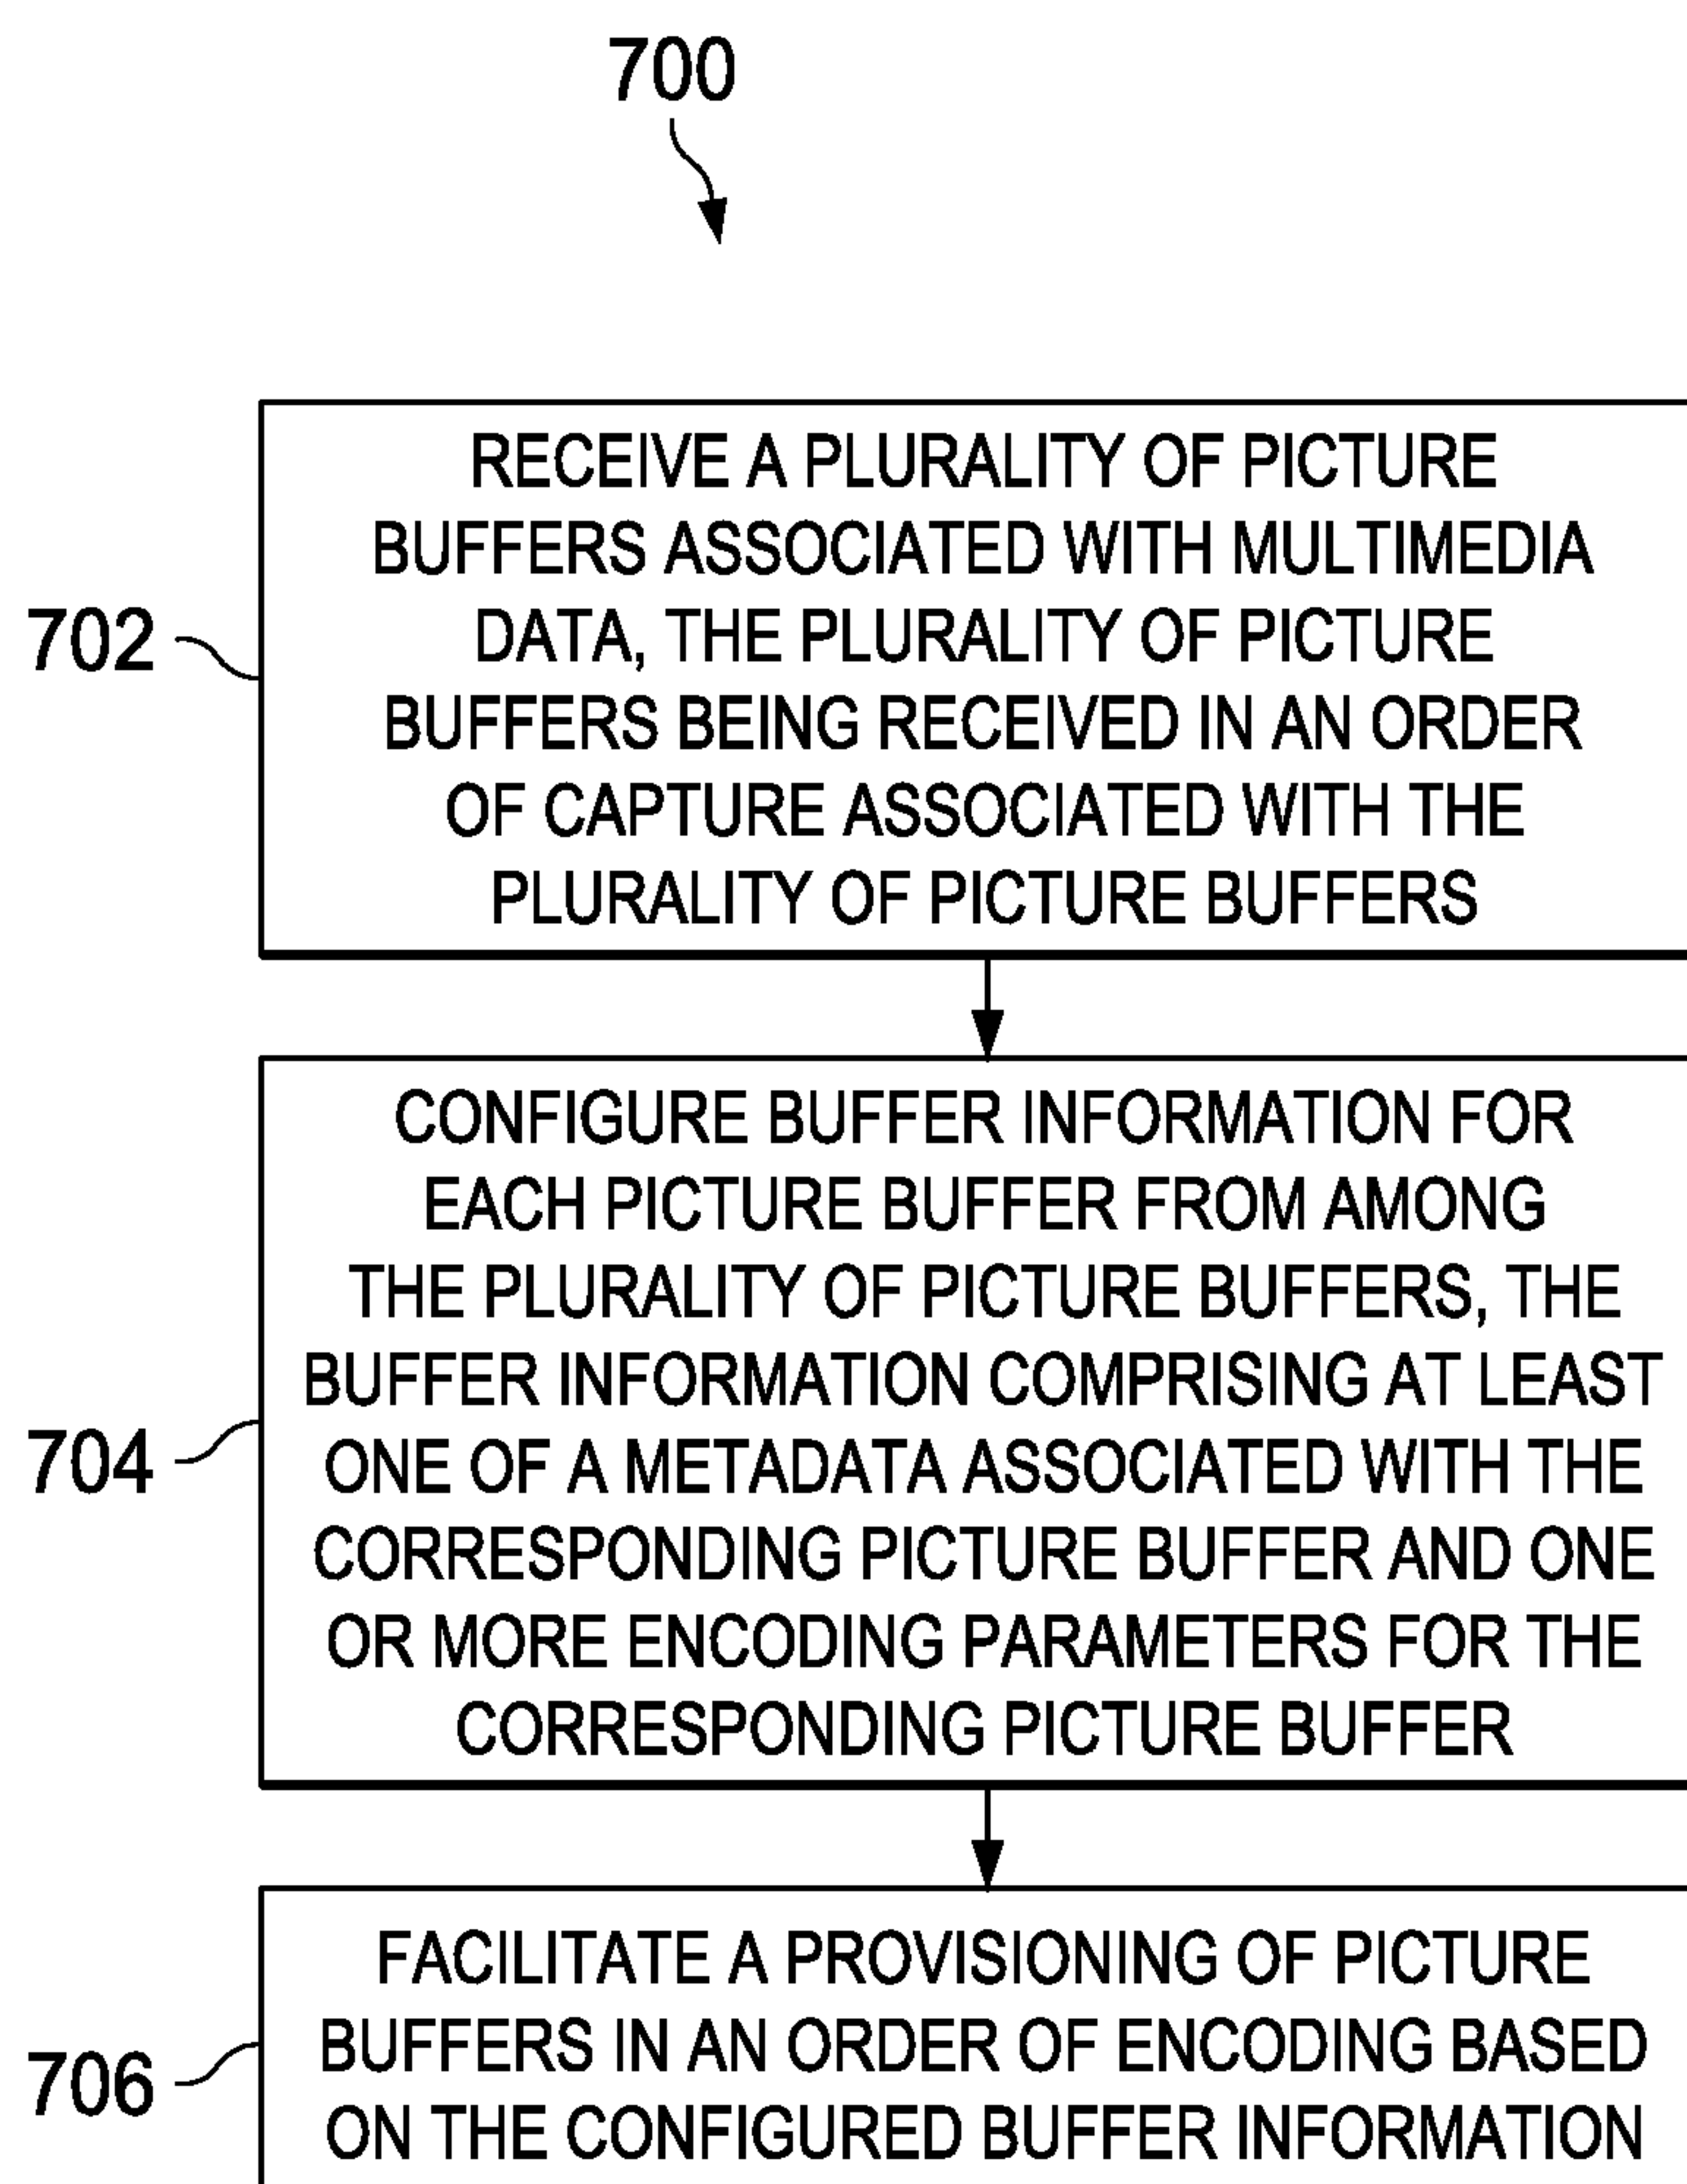 700
RECEIVE A PLURALITY OF PICTURE
BUFFERS ASSOCIATED WITH MULTIMEDIA
DATA, THE PLURALITY OF PICTURE
BUFFERS BEING RECEIVED IN AN ORDER
OF CAPTURE ASSOCIATED WITH THE
PLURALITY OF PICTURE BUFFERS
702
CONFIGURE BUFFER INFORMATION FOR
EACH PICTURE BUFFER FROM AMONG
THE PLURALITY OF PICTURE BUFFERS, THE
BUFFER INFORMATION COMPRISING AT LEAST
ONE OF A METADATA ASSOCIATED WITH THE
CORRESPONDING PICTURE BUFFER AND ONE
OR MORE ENCODING PARAMETERS FOR THE
CORRESPONDING PICTURE BUFFER
704
FACILITATE A PROVISIONING OF PICTURE
BUFFERS IN AN ORDER OF ENCODING BASED
ON THE CONFIGURED BUFFER INFORMATION
706